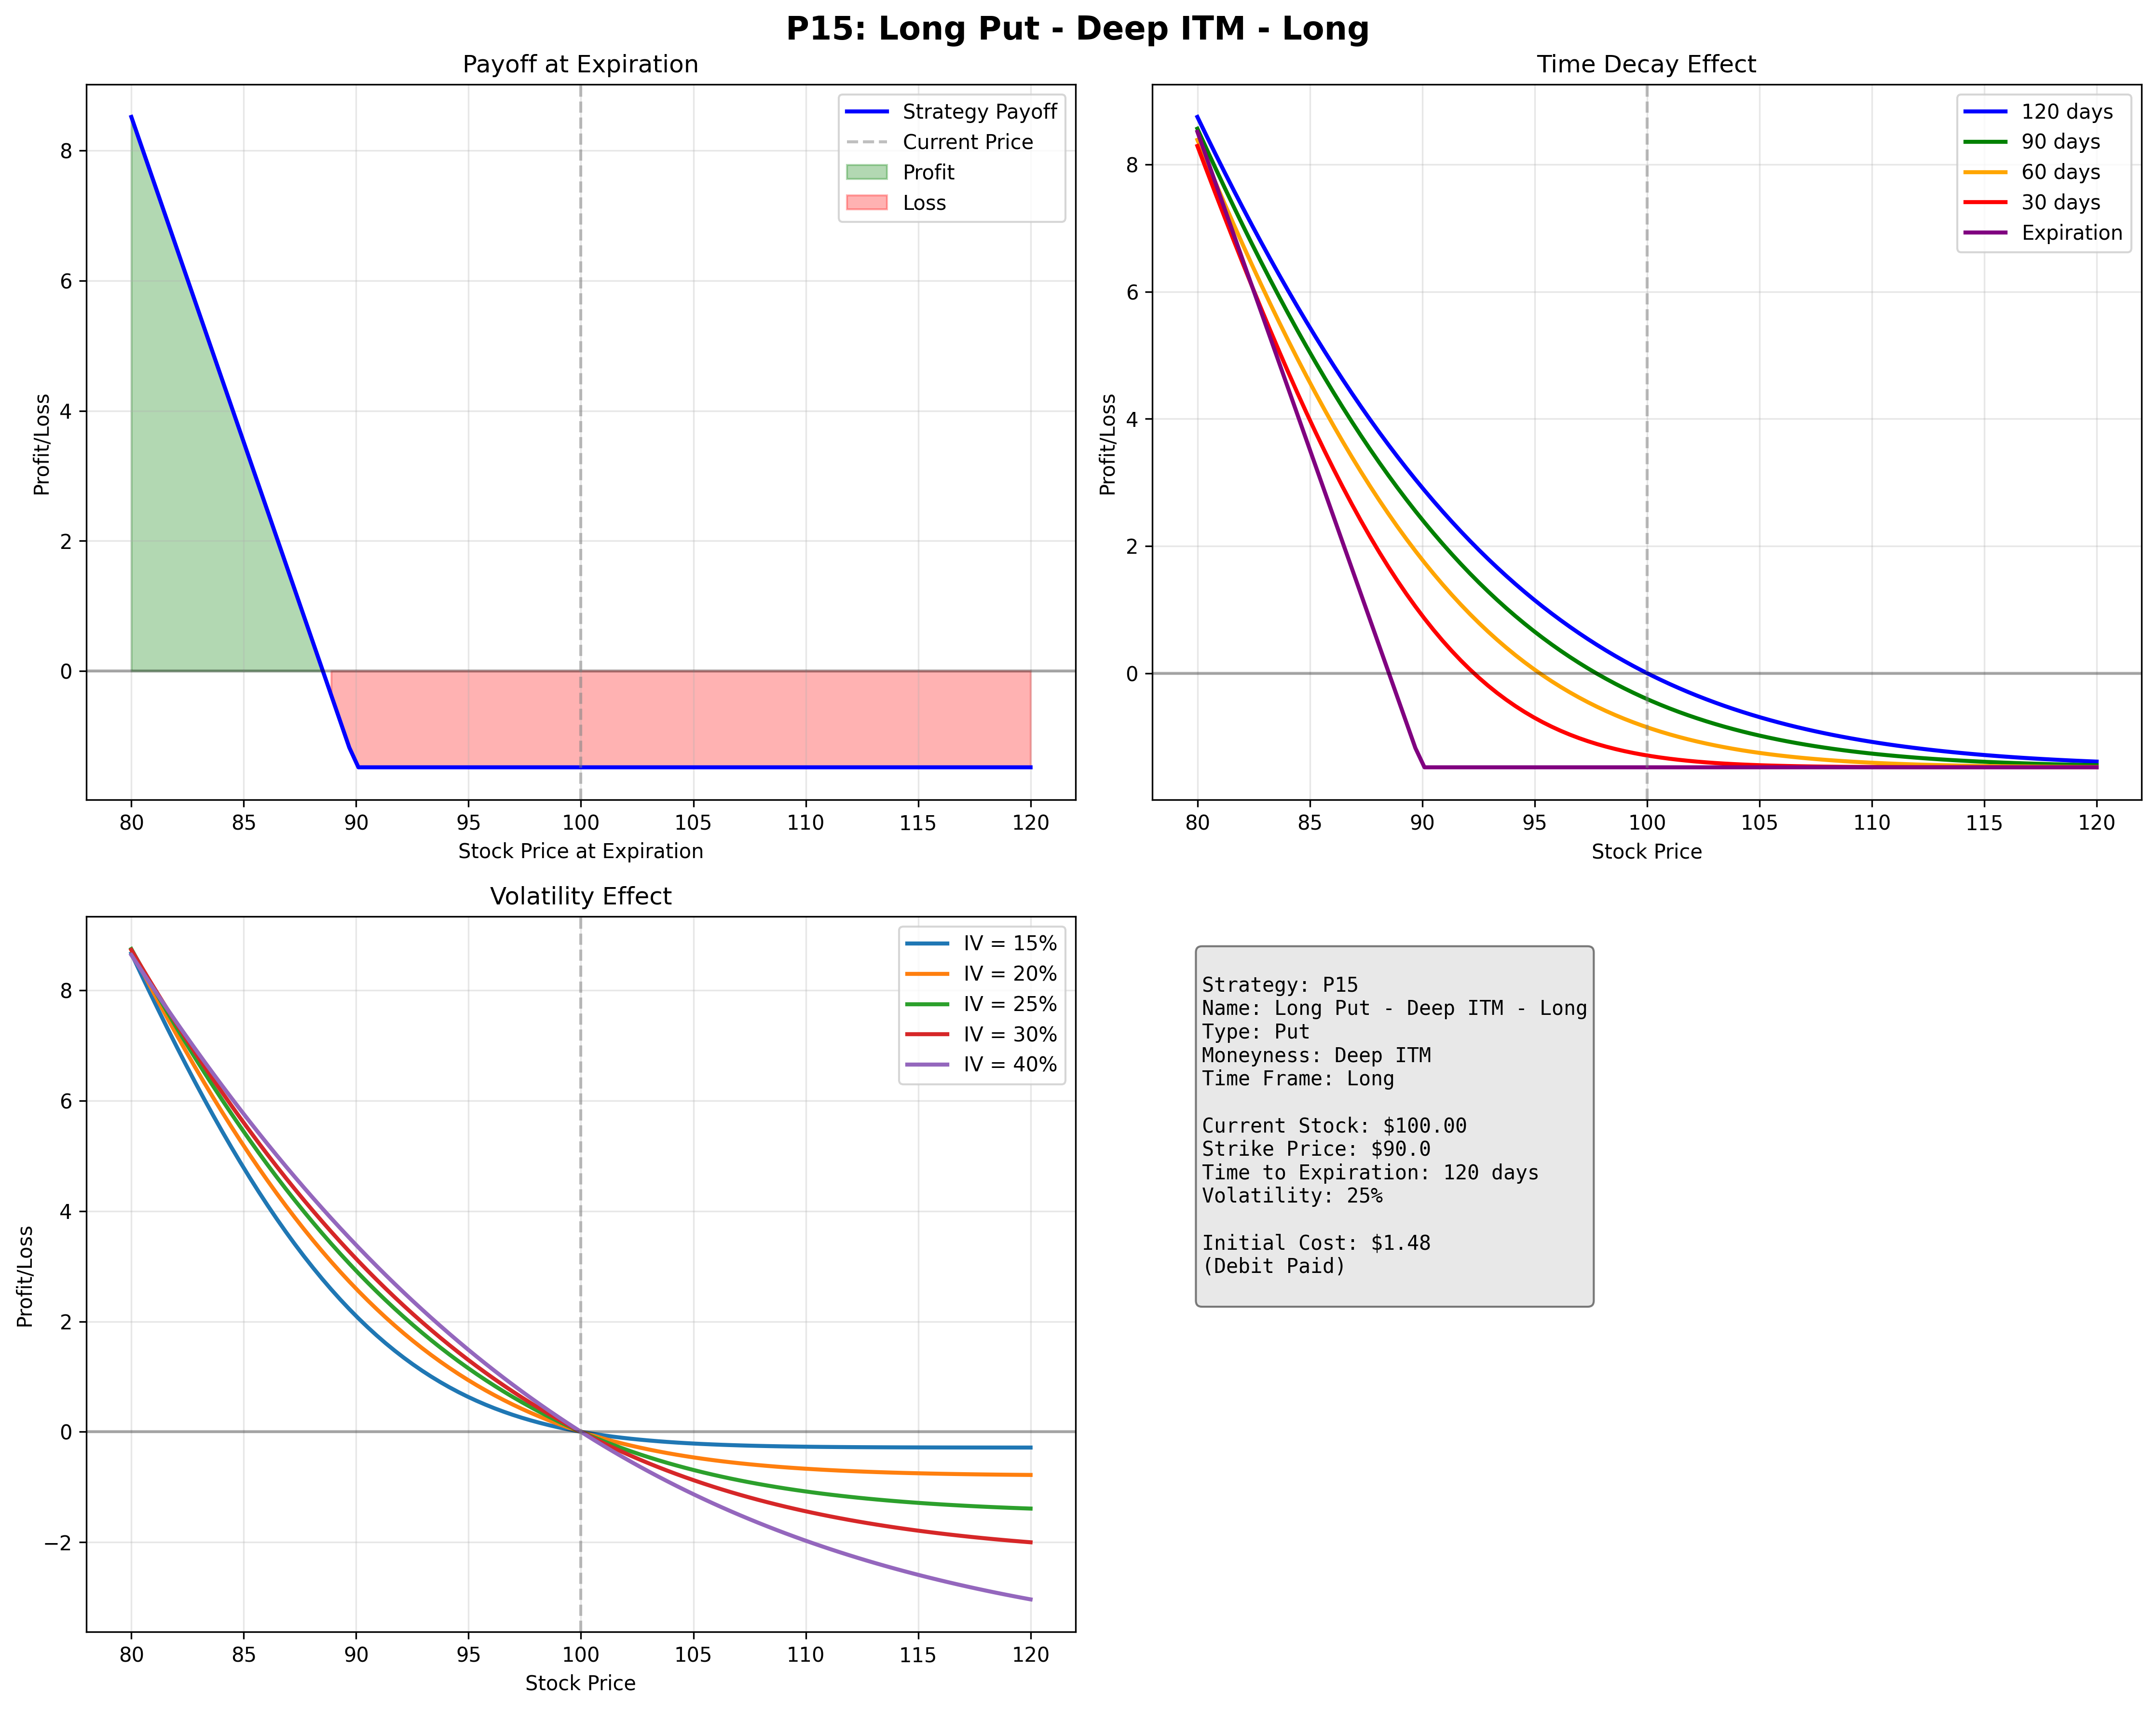 P15: Long Put - Deep ITM - Long
Payoff at Expiration
Strategy Payoff
Current Price
Profit
Loss
Profit/Loss
8
6
4
2
0
80 85 90 95 100 105 110 115 120
Stock Price at Expiration
Time Decay Effect
120 days
90 days
60 days
30 days
Expiration
Profit/Loss
8
6
4
2
0
80 85 90 95 100 105 110 115 120
Stock Price
Volatility Effect
IV = 15%
IV = 20%
IV = 25%
IV = 30%
IV = 40%
Profit/Loss
8
6
4
2
0
−2
80 85 90 95 100 105 110 115 120
Stock Price
Strategy: P15
Name: Long Put - Deep ITM - Long
Type: Put
Moneyness: Deep ITM
Time Frame: Long
Current Stock: $100.00
Strike Price: $90.0
Time to Expiration: 120 days
Volatility: 25%
Initial Cost: $1.48
(Debit Paid)